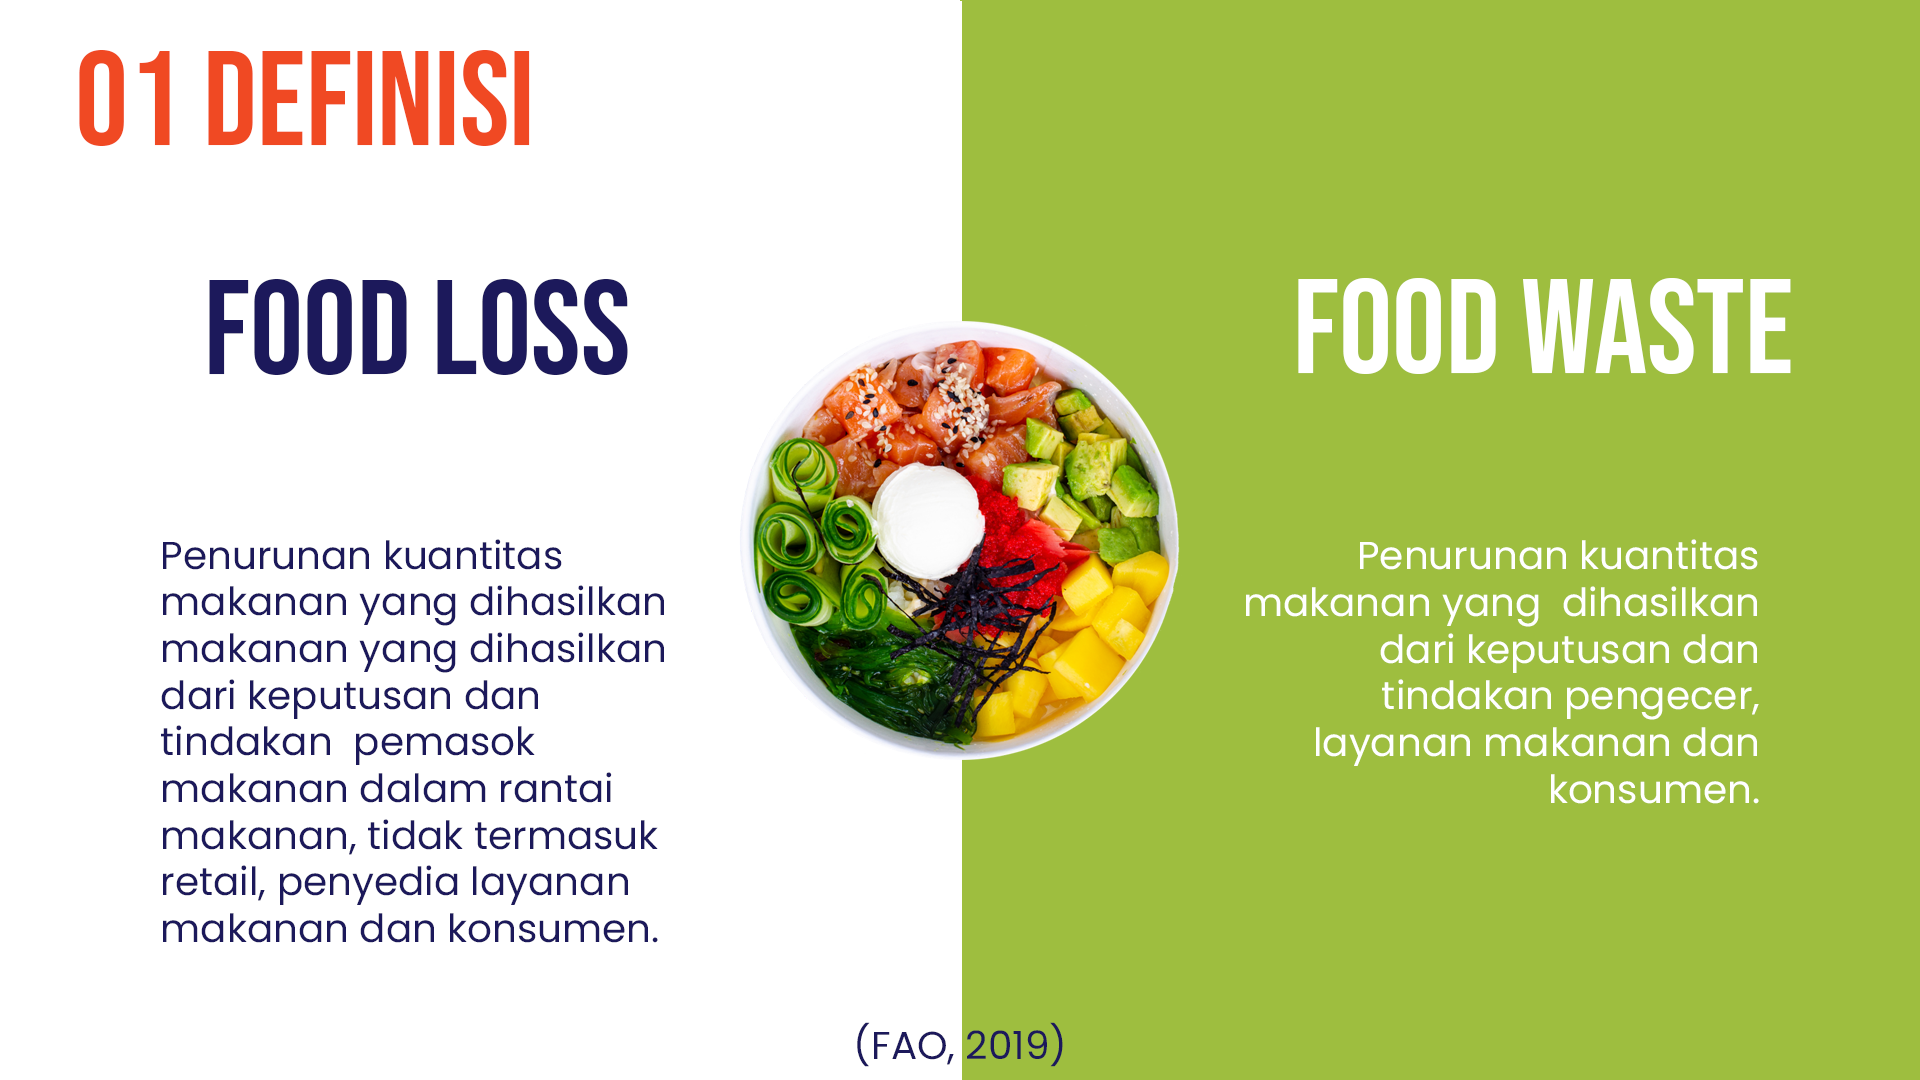 01 DEFINISI
FOOD LOSS
Penurunan kuantitas
makanan yang dihasilkan
makanan yang dihasilkan
dari keputusan dan
tindakan  pemasok
makanan dalam rantai
makanan, tidak termasuk
retail, penyedia layanan
makanan dan konsumen.
FOOD WASTE
Penurunan kuantitas
makanan yang  dihasilkan
dari keputusan dan
tindakan pengecer,
layanan makanan dan
konsumen.
(FAO, 2019)